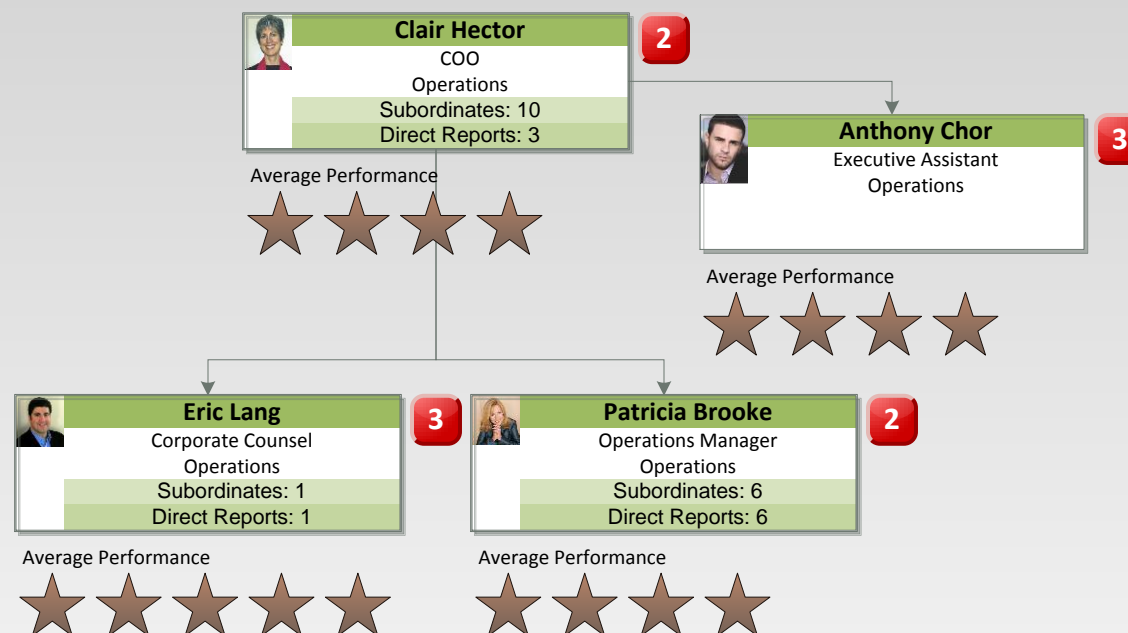 Clair Hector
COO
Operations
Subordinates: 10
Direct Reports: 3
2
Average Performance
Anthony Chor
Executive Assistant
Operations
3
Average Performance
Eric Lang
Corporate Counsel
Operations
Subordinates: 1
Direct Reports: 1
3
Average Performance
Patricia Brooke
Operations Manager
Operations
Subordinates: 6
Direct Reports: 6
2
Average Performance